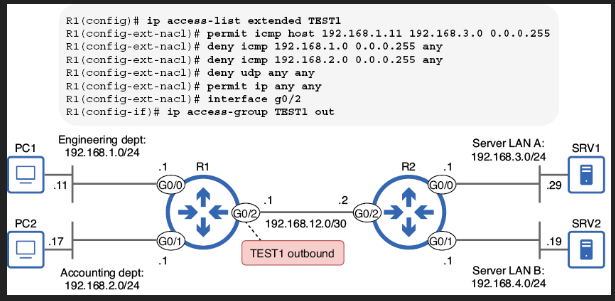 R1(config)# ip access-list extended TEST1
R1(config-ext-nacl)# permit icmp host 192.168.1.11 192.168.3.0 0.0.0.255
R1(config-ext-nacl)# deny icmp 192.168.1.0 0.0.0.255 any
R1(config-ext-nacl)# deny icmp 192.168.2.0 0.0.0.255 any
R1(config-ext-nacl)# deny udp any any
R1(config-ext-nacl)# permit ip any any
R1(config-ext-nacl)# interface g0/2
R1(config-if)# ip access-group TEST1 out
PC1
Engineering dept:
192.168.1.0/24
.11
.1
G0/0
R1
G0/2
.1
192.168.12.0/30
.2
G0/2
R2
.1
G0/0
Server LAN A:
192.168.3.0/24
SRV1
.29
PC2
.17
G0/1
.1
Accounting dept:
192.168.2.0/24
TEST1 outbound
G0/1
.1
.19
SRV2
Server LAN B:
192.168.4.0/24